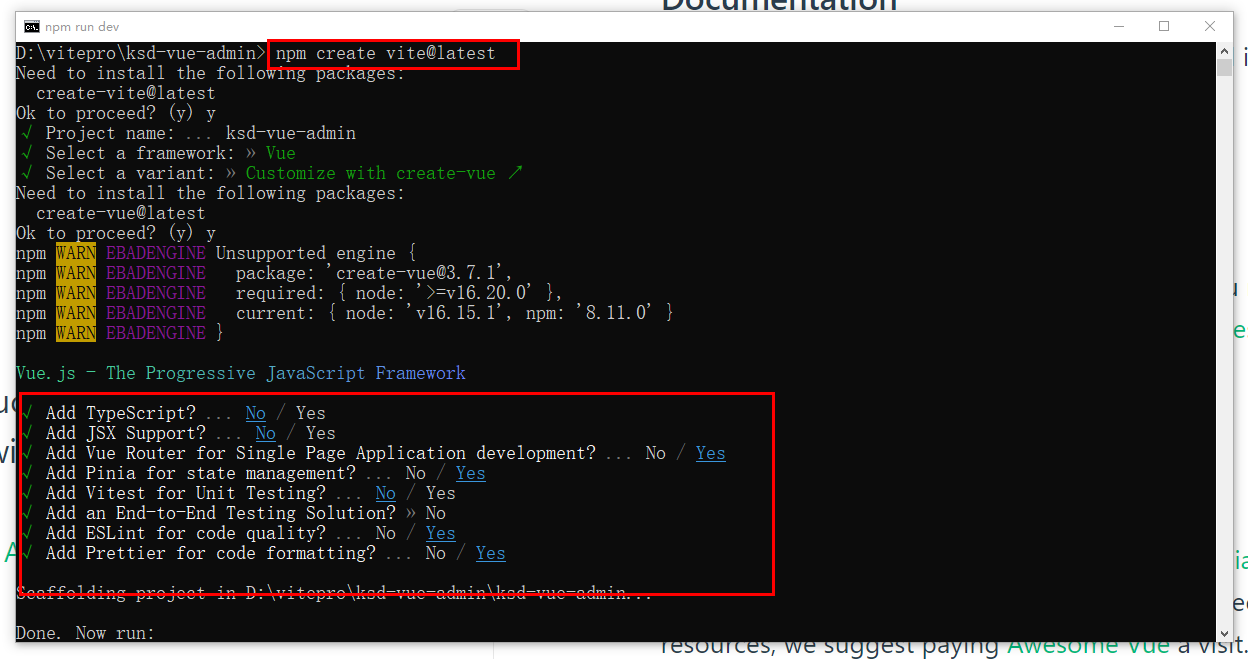 Documentation
npm run dev
D:\vitepro\ksd-vue-admin> npm create vite@latest
Need to install the following packages:
  create-vite@latest
Ok to proceed? (y) y
√ Project name: ... ksd-vue-admin
√ Select a framework: » Vue
√ Select a variant: » Customize with create-vue ↗
Need to install the following packages:
  create-vue@latest
Ok to proceed? (y) y
npm WARN EBADENGINE Unsupported engine {
npm WARN EBADENGINE   package: 'create-vue@3.7.1',
npm WARN EBADENGINE   required: { node: '>=v16.20.0' },
npm WARN EBADENGINE   current: { node: 'v16.15.1', npm: '8.11.0' }
npm WARN EBADENGINE }
Vue.js - The Progressive JavaScript Framework
√ Add TypeScript? ... No / Yes
√ Add JSX Support? ... No / Yes
√ Add Vue Router for Single Page Application development? ... No / Yes
√ Add Pinia for state management? ... No / Yes
√ Add Vitest for Unit Testing? ... No / Yes
√ Add an End-to-End Testing Solution? » No
√ Add ESLint for code quality? ... No / Yes
√ Add Prettier for code formatting? ... No / Yes
Scaffolding project in D:\vitepro\ksd-vue-admin\ksd-vue-admin...
Done. Now run:
resources, we suggest paying Awesome Vue a visit.